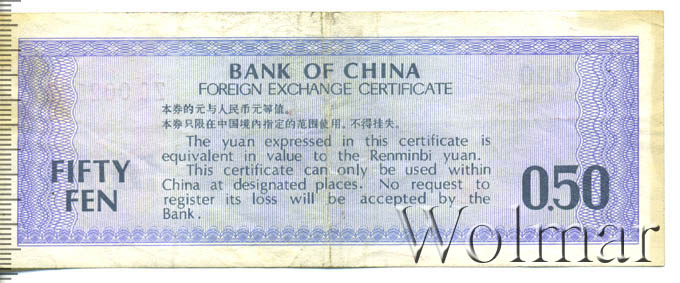 BANK OF CHINA
FOREIGN EXCHANGE CERTIFICATE
本券的元与人民币元等值。
本券只限在中国境内指定的范围使用。不得挂失。
The yuan expressed in this certificate is
equivalent in value to the Renminbi yuan.
This certificate can only be used within
China at designated places. No request to
register its loss will be accepted by the
Bank.
FIFTY
FEN
0.50
Wolmar